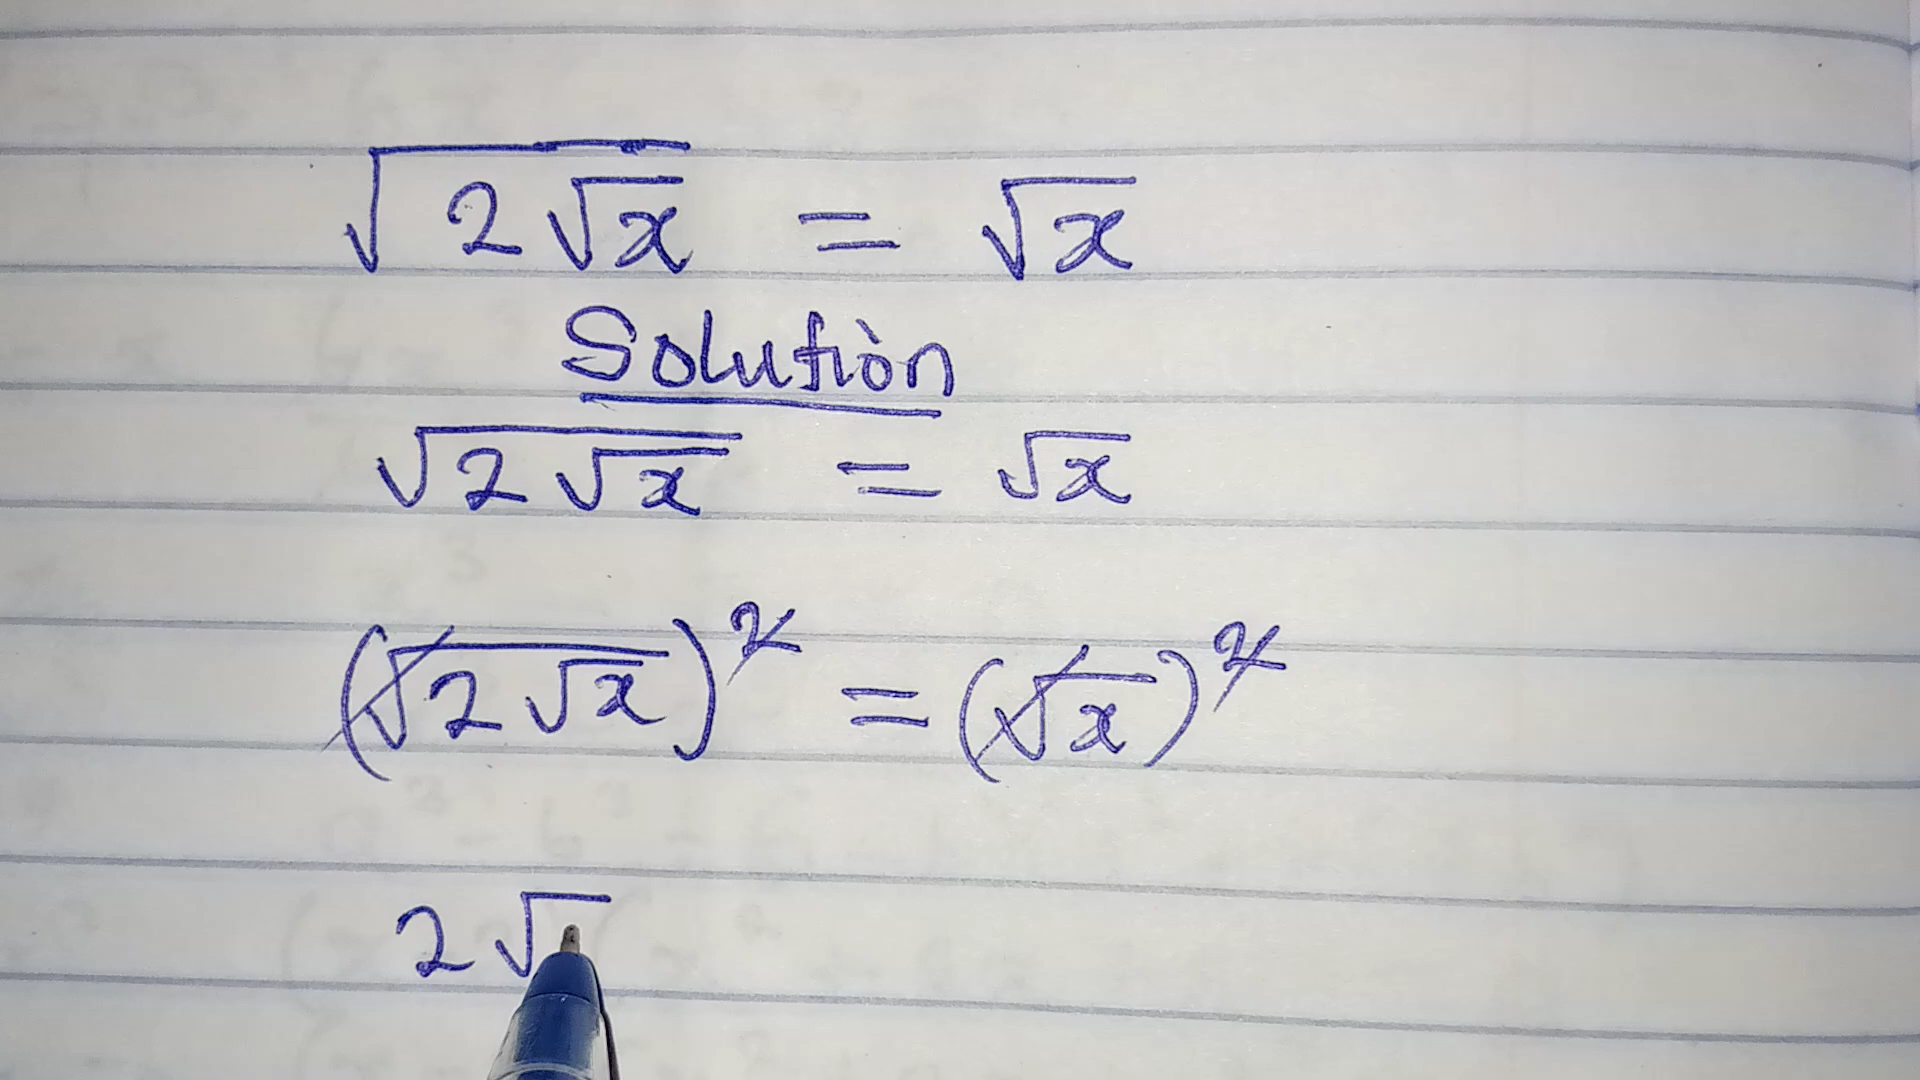 √(2√x) = √x
Solution
√(2√x) = √x
(√(2√x))² = (√x)²
2√